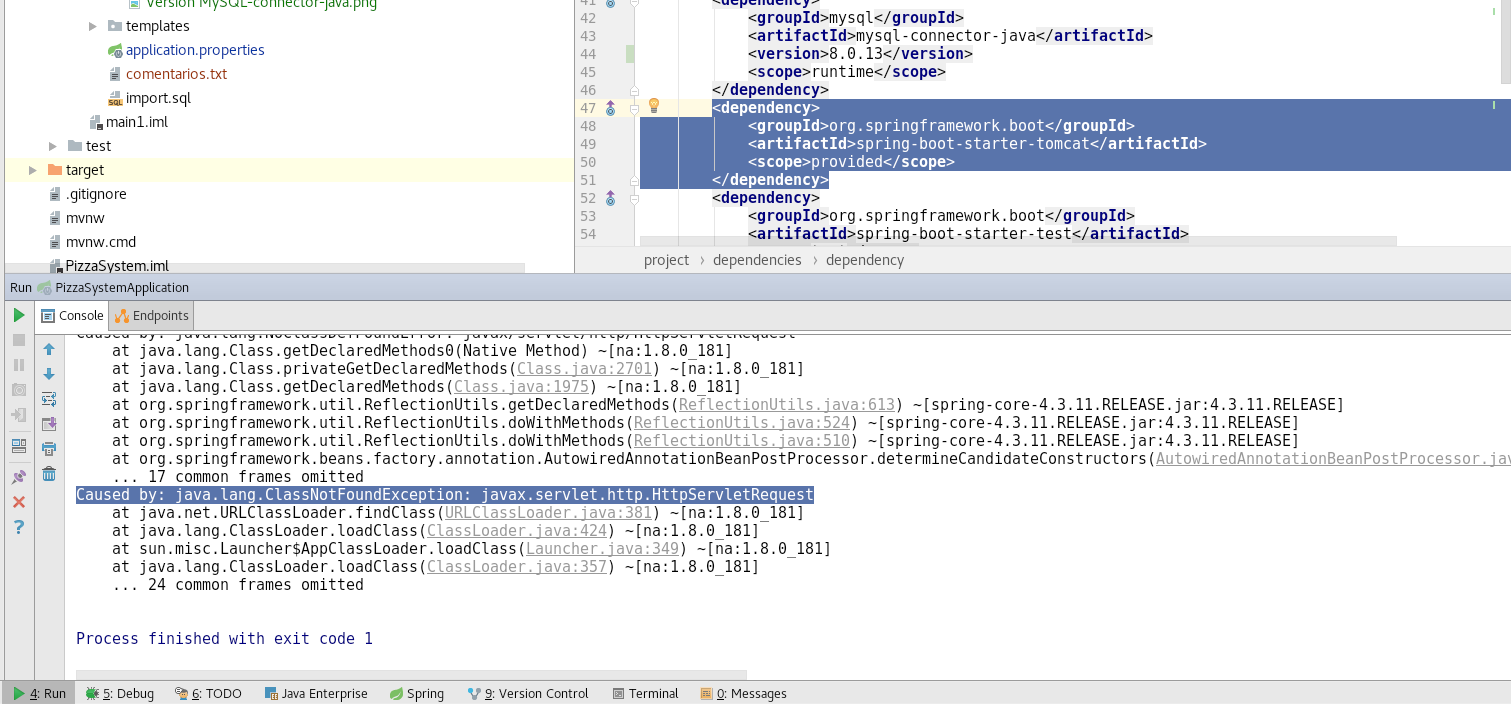 Version MySQL-connector-java.png
templates
application.properties
comentarios.txt
SQL import.sql
main1.iml
test
target
.gitignore
mvnw
mvnw.cmd
PizzaSystem.iml
41 <dependency>
42 <groupId>mysql</groupId>
43 <artifactId>mysql-connector-java</artifactId>
44 <version>8.0.13</version>
45 <scope>runtime</scope>
46 </dependency>
47 <dependency>
48 <groupId>org.springframework.boot</groupId>
49 <artifactId>spring-boot-starter-tomcat</artifactId>
50 <scope>provided</scope>
51 </dependency>
52 <dependency>
53 <groupId>org.springframework.boot</groupId>
54 <artifactId>spring-boot-starter-test</artifactId>
project › dependencies › dependency
Run PizzaSystemApplication
Console Endpoints
Caused by: java.lang.NoClassDefFoundError: javax/servlet/http/HttpServletRequest
at java.lang.Class.getDeclaredMethods0(Native Method) ~[na:1.8.0_181]
at java.lang.Class.privateGetDeclaredMethods(Class.java:2701) ~[na:1.8.0_181]
at java.lang.Class.getDeclaredMethods(Class.java:1975) ~[na:1.8.0_181]
at org.springframework.util.ReflectionUtils.getDeclaredMethods(ReflectionUtils.java:613) ~[spring-core-4.3.11.RELEASE.jar:4.3.11.RELEASE]
at org.springframework.util.ReflectionUtils.doWithMethods(ReflectionUtils.java:524) ~[spring-core-4.3.11.RELEASE.jar:4.3.11.RELEASE]
at org.springframework.util.ReflectionUtils.doWithMethods(ReflectionUtils.java:510) ~[spring-core-4.3.11.RELEASE.jar:4.3.11.RELEASE]
at org.springframework.beans.factory.annotation.AutowiredAnnotationBeanPostProcessor.determineCandidateConstructors(AutowiredAnnotationBeanPostProcessor.jav
... 17 common frames omitted
Caused by: java.lang.ClassNotFoundException: javax.servlet.http.HttpServletRequest
at java.net.URLClassLoader.findClass(URLClassLoader.java:381) ~[na:1.8.0_181]
at java.lang.ClassLoader.loadClass(ClassLoader.java:424) ~[na:1.8.0_181]
at sun.misc.Launcher$AppClassLoader.loadClass(Launcher.java:349) ~[na:1.8.0_181]
at java.lang.ClassLoader.loadClass(ClassLoader.java:357) ~[na:1.8.0_181]
... 24 common frames omitted
Process finished with exit code 1
4: Run 5: Debug 6: TODO Java Enterprise Spring 9: Version Control Terminal 0: Messages